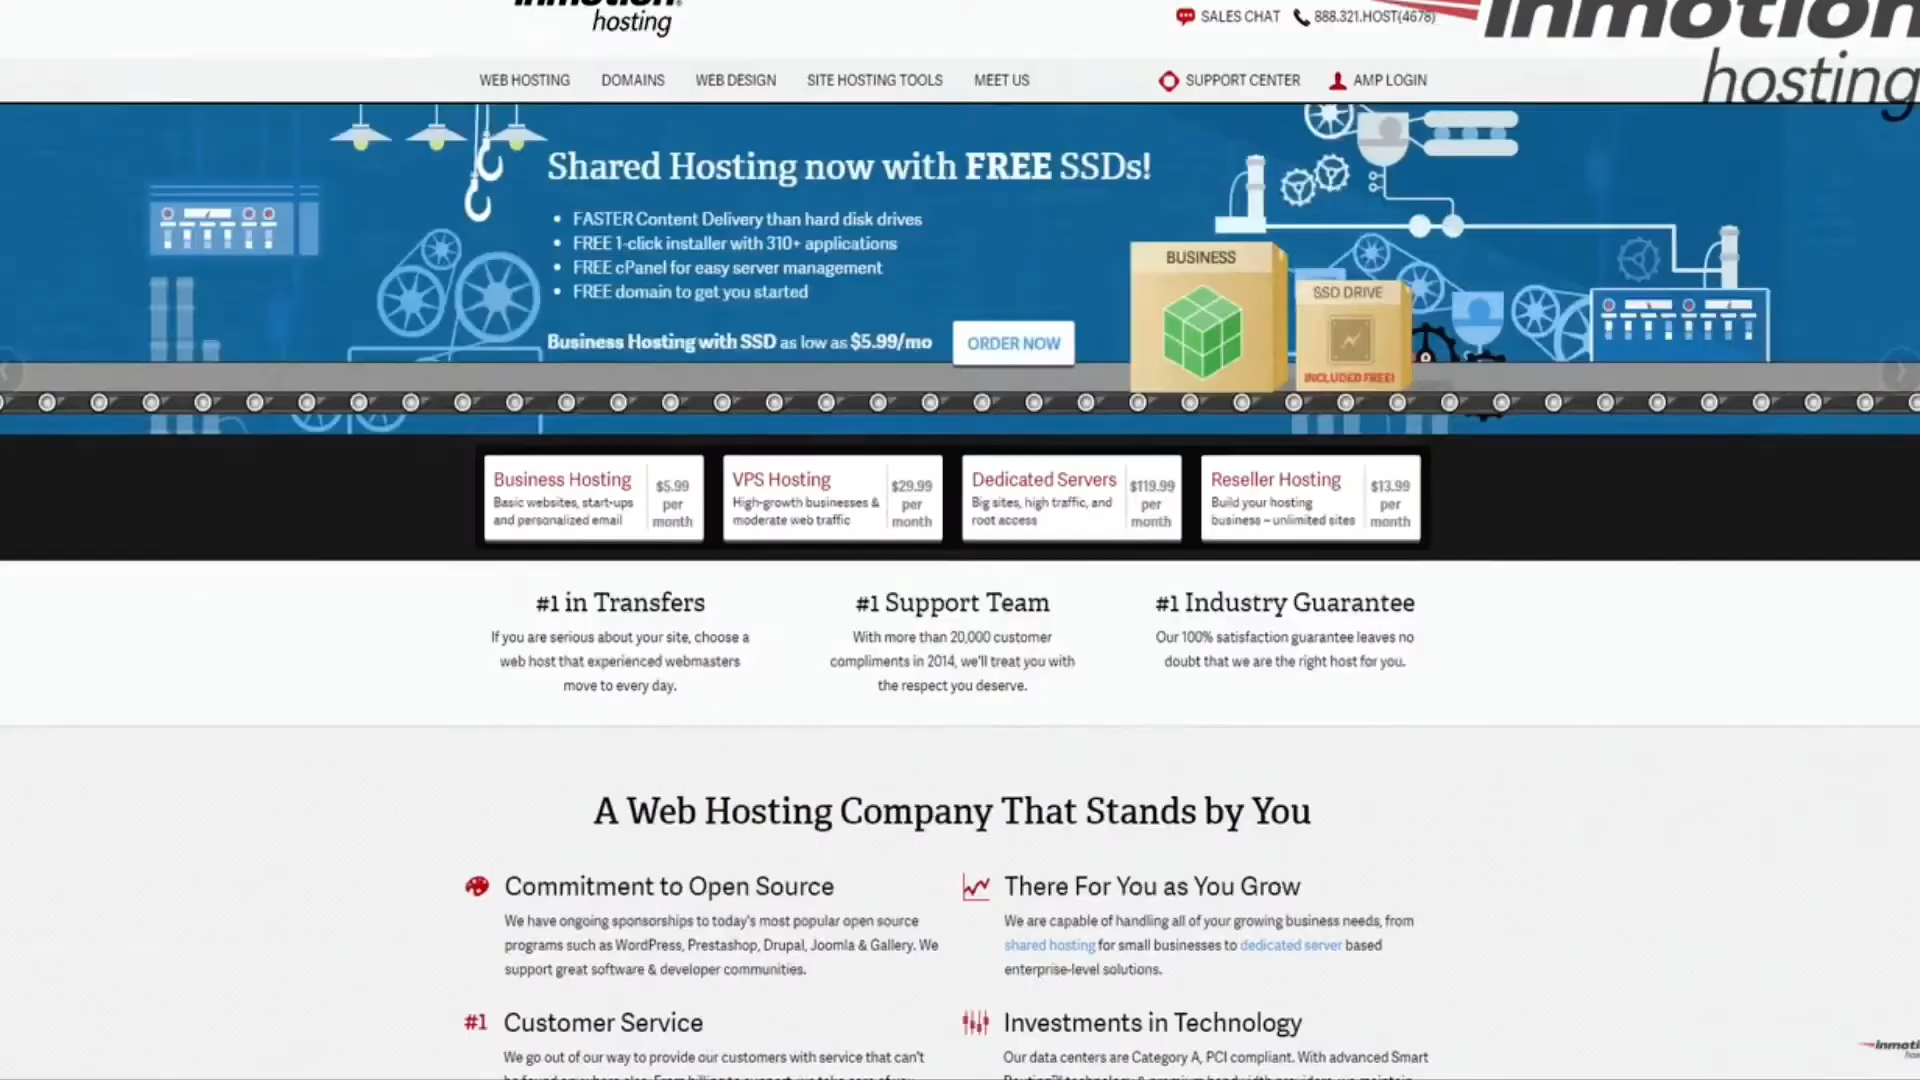 inmotion
hosting
SALES CHAT
888.321.HOST(4678)
inmotion
hosting
WEB HOSTING
DOMAINS
WEB DESIGN
SITE HOSTING TOOLS
MEET US
SUPPORT CENTER
AMP LOGIN
Shared Hosting now with FREE SSDs!
• FASTER Content Delivery than hard disk drives
• FREE 1-click installer with 310+ applications
• FREE cPanel for easy server management
• FREE domain to get you started
Business Hosting with SSD as low as $5.99/mo
ORDER NOW
BUSINESS
SSD DRIVE
INCLUDED FREE!
Business Hosting
Basic websites, start-ups
and personalized email
$5.99
per
month
VPS Hosting
High-growth businesses &
moderate web traffic
$29.99
per
month
Dedicated Servers
Big sites, high traffic, and
root access
$119.99
per
month
Reseller Hosting
Build your hosting
business – unlimited sites
$13.99
per
month
#1 in Transfers
If you are serious about your site, choose a
web host that experienced webmasters
move to every day.
#1 Support Team
With more than 20,000 customer
compliments in 2014, we'll treat you with
the respect you deserve.
#1 Industry Guarantee
Our 100% satisfaction guarantee leaves no
doubt that we are the right host for you.
A Web Hosting Company That Stands by You
Commitment to Open Source
We have ongoing sponsorships to today's most popular open source
programs such as WordPress, Prestashop, Drupal, Joomla & Gallery. We
support great software & developer communities.
There For You as You Grow
We are capable of handling all of your growing business needs, from
shared hosting for small businesses to dedicated server based
enterprise-level solutions.
#1 Customer Service
We go out of our way to provide our customers with service that can't
Investments in Technology
Our data centers are Category A, PCI compliant. With advanced Smart